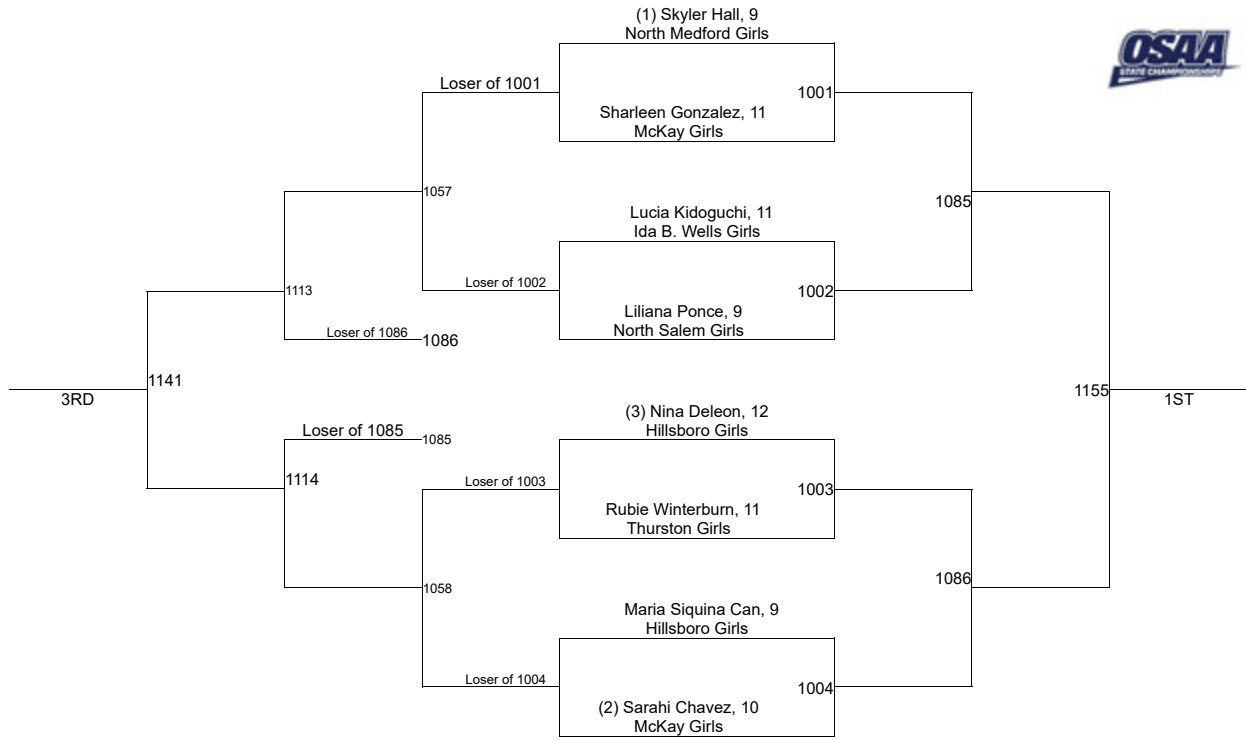 (1) Skyler Hall, 9
North Medford Girls
OSAA
STATE CHAMPIONSHIPS
Loser of 1001
1001
Sharleen Gonzalez, 11
McKay Girls
1057
1085
Lucia Kidoguchi, 11
Ida B. Wells Girls
Loser of 1002
1002
1113
Liliana Ponce, 9
North Salem Girls
Loser of 1086
1086
1141
3RD
1155
1ST
(3) Nina Deleon, 12
Hillsboro Girls
Loser of 1085
1085
1114
Loser of 1003
1003
Rubie Winterburn, 11
Thurston Girls
1058
1086
Maria Siquina Can, 9
Hillsboro Girls
Loser of 1004
1004
(2) Sarahi Chavez, 10
McKay Girls